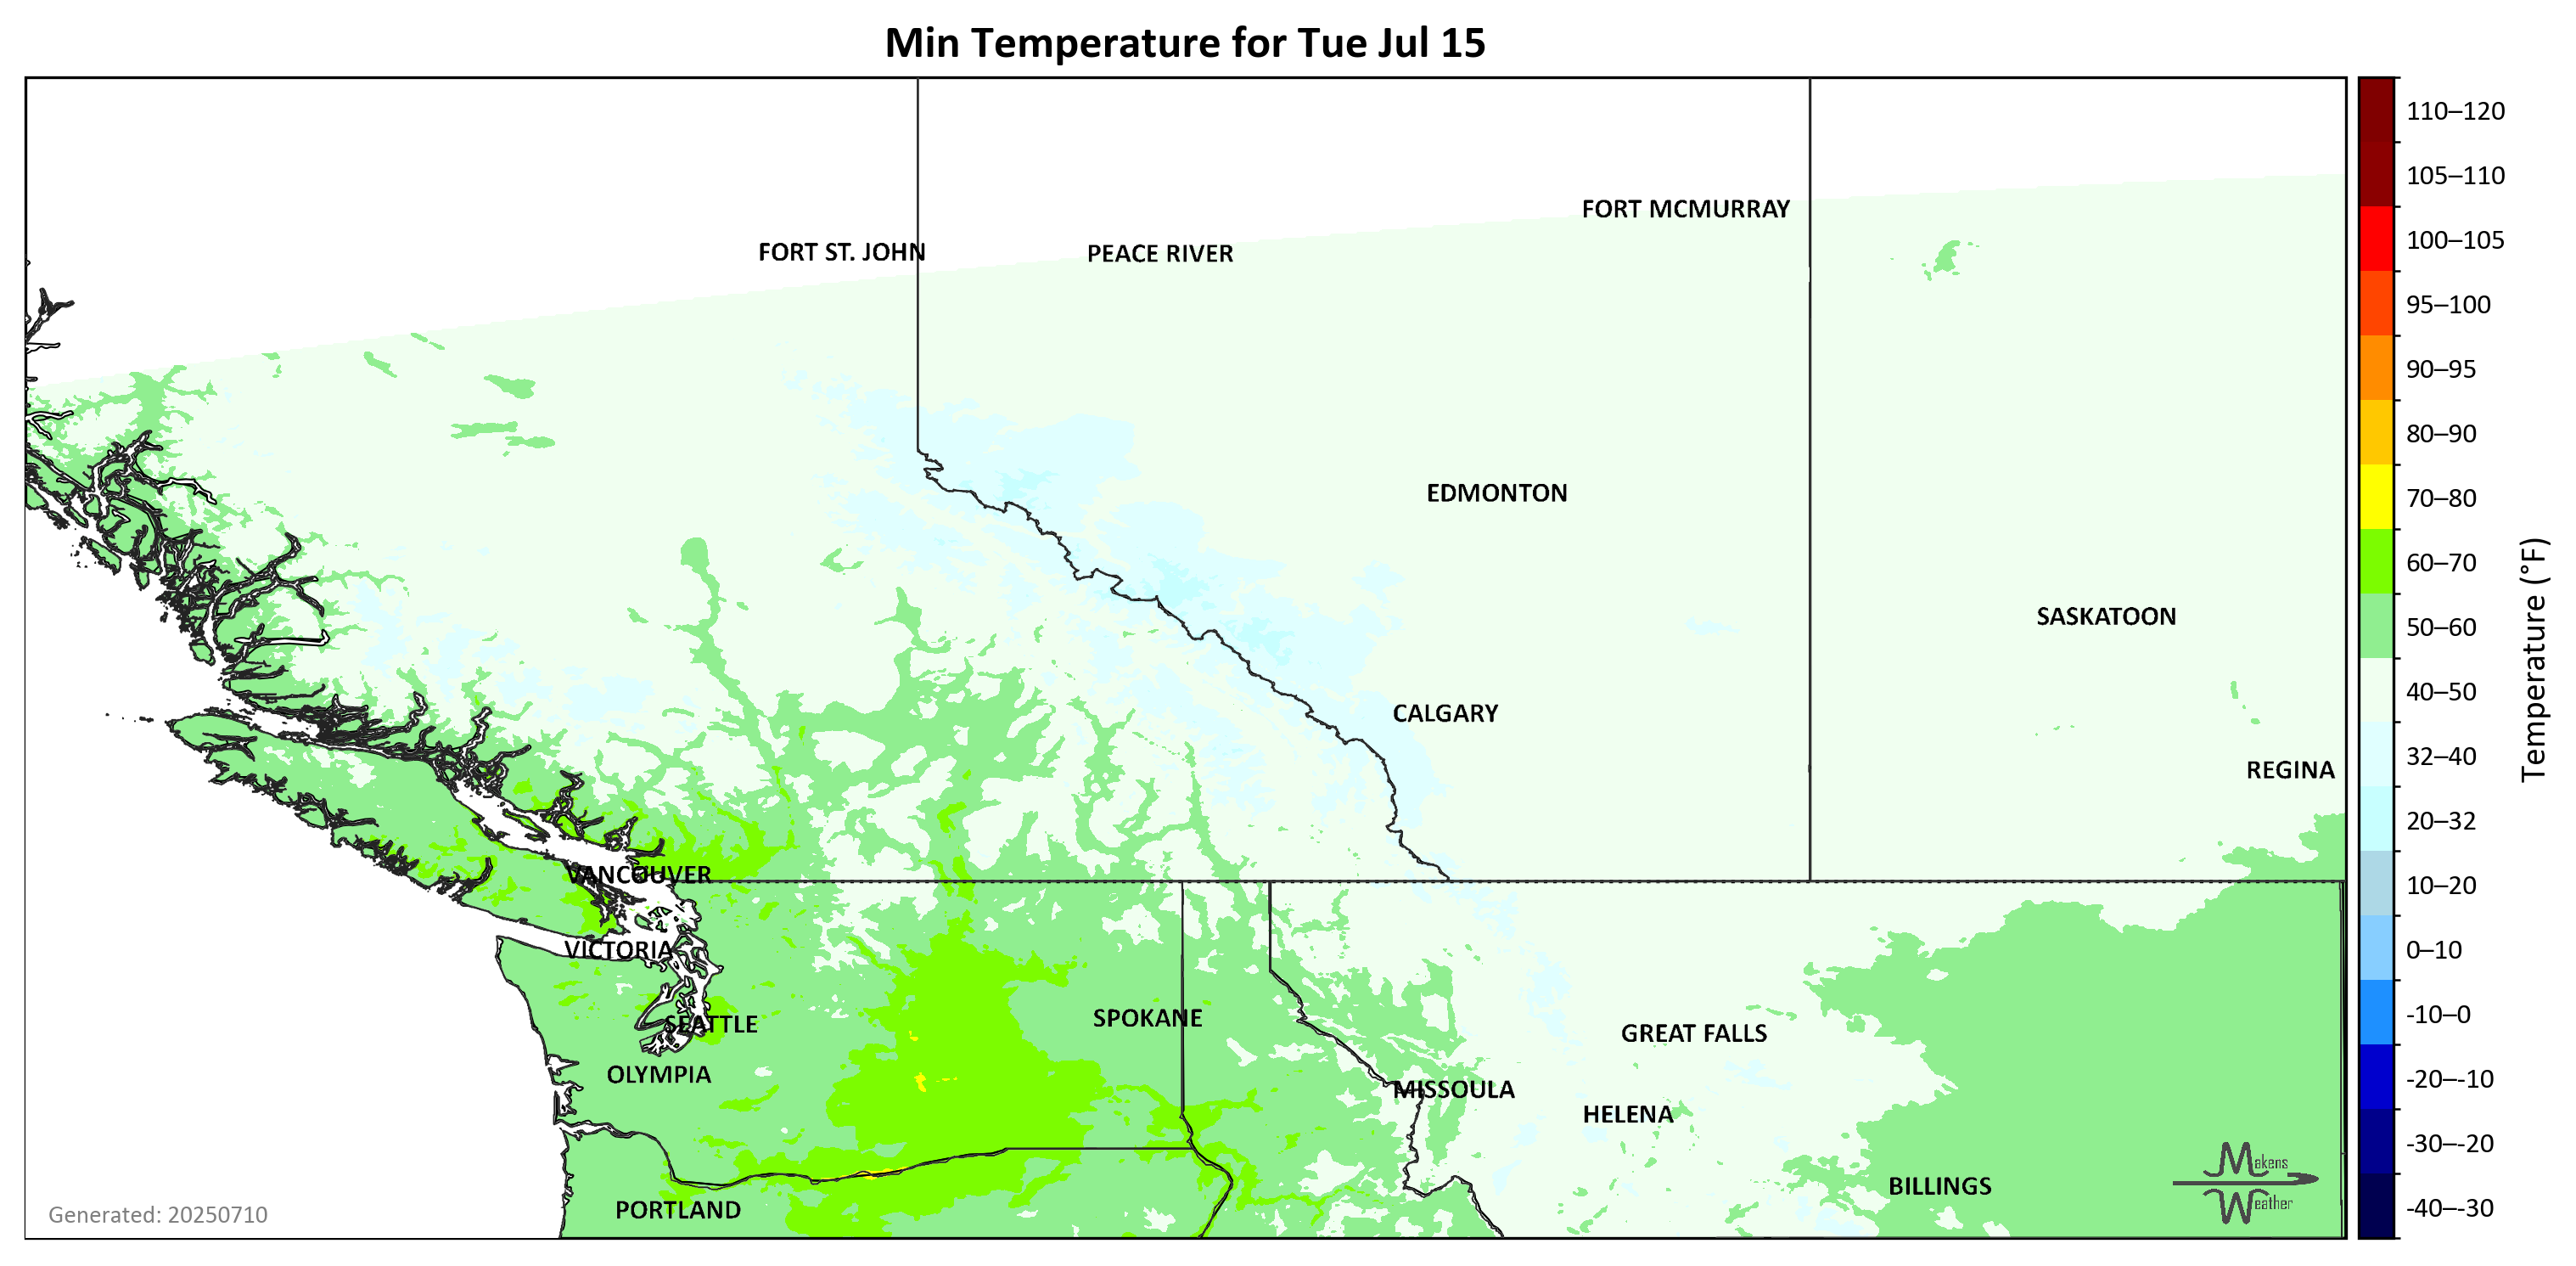 Min Temperature for Tue Jul 15
110–120
105–110
FORT MCMURRAY
100–105
FORT ST. JOHN
PEACE RIVER
95–100
90–95
80–90
EDMONTON
70–80
60–70
SASKATOON
50–60
Temperature (°F)
40–50
CALGARY
32–40
REGINA
20–32
VANCOUVER
10–20
VICTORIA
0–10
SEATTLE
SPOKANE
GREAT FALLS
-10–0
OLYMPIA
MISSOULA
-20–-10
HELENA
-30–-20
Makens
Weather
BILLINGS
PORTLAND
-40–-30
Generated: 20250710